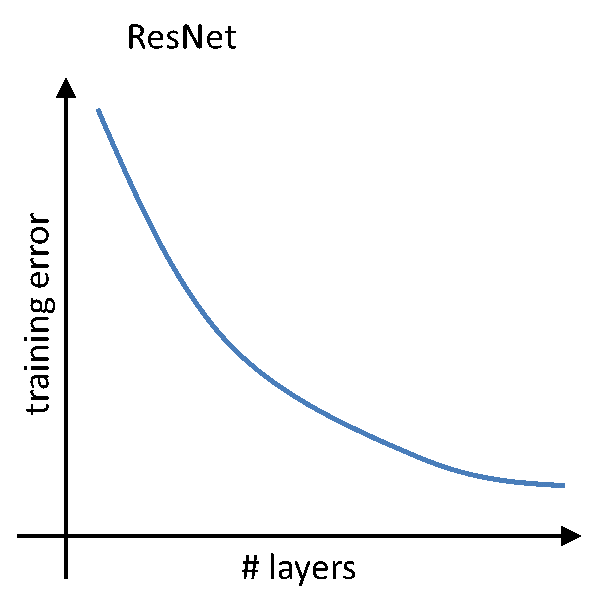 ResNet
training error
# layers